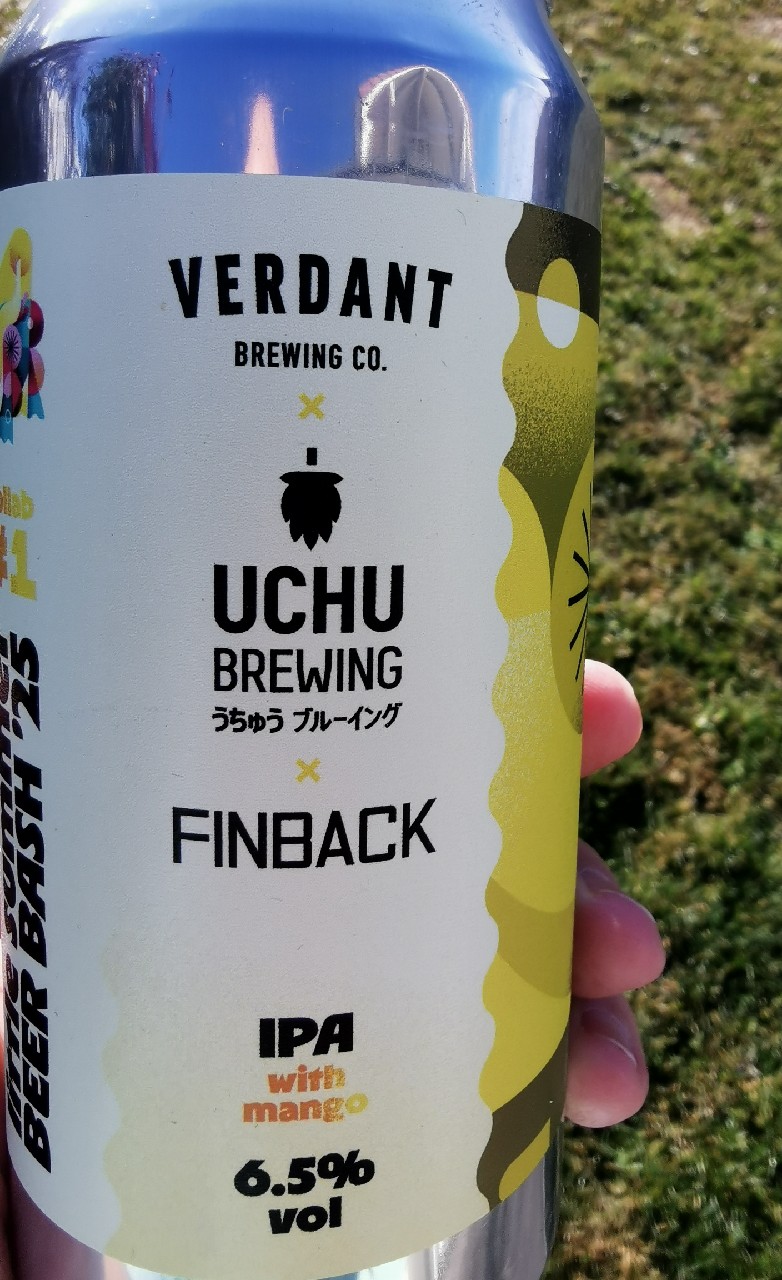 VERDANT
BREWING CO.
×
UCHU
BREWING
うちゅう ブルーイング
×
FINBACK
IPA
with
mango
6.5%
vol
#1
BEER BASH '25